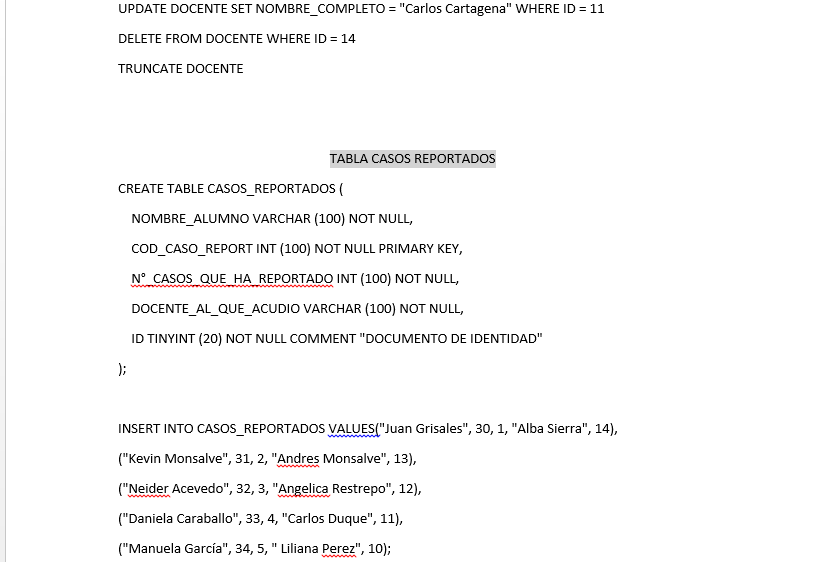 UPDATE DOCENTE SET NOMBRE_COMPLETO = "Carlos Cartagena" WHERE ID = 11
DELETE FROM DOCENTE WHERE ID = 14
TRUNCATE DOCENTE
TABLA CASOS REPORTADOS
CREATE TABLE CASOS_REPORTADOS (
NOMBRE_ALUMNO VARCHAR (100) NOT NULL,
COD_CASO_REPORT INT (100) NOT NULL PRIMARY KEY,
N°_CASOS_QUE_HA_REPORTADO INT (100) NOT NULL,
DOCENTE_AL_QUE_ACUDIO VARCHAR (100) NOT NULL,
ID TINYINT (20) NOT NULL COMMENT "DOCUMENTO DE IDENTIDAD"
);
INSERT INTO CASOS_REPORTADOS VALUES("Juan Grisales", 30, 1, "Alba Sierra", 14),
("Kevin Monsalve", 31, 2, "Andres Monsalve", 13),
("Neider Acevedo", 32, 3, "Angelica Restrepo", 12),
("Daniela Caraballo", 33, 4, "Carlos Duque", 11),
("Manuela García", 34, 5, " Liliana Perez", 10);